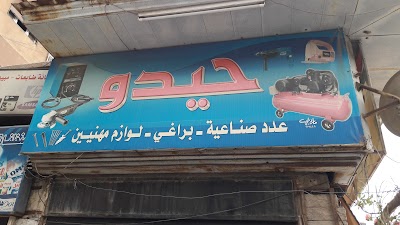 حيدو
عدد صناعية - براغي - لوازم مهنيين